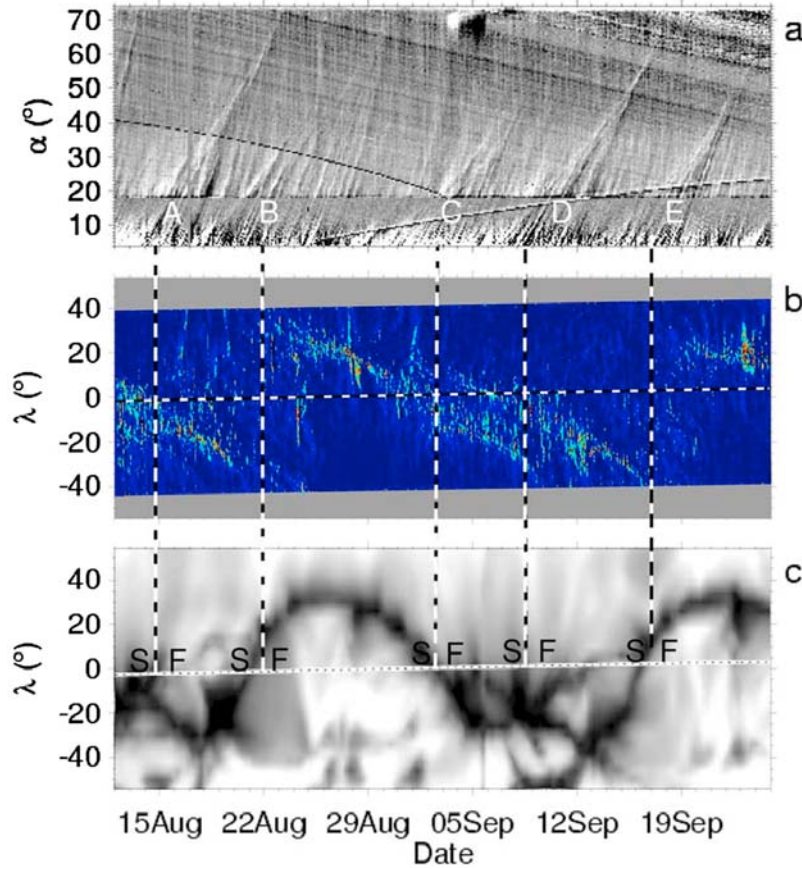 a
70
60
50
40
30
20
10
α (°)
A B C D E
b
40
20
0
-20
-40
λ (°)
c
40
20
0
-20
-40
λ (°)
S F S F S F S F S F
15Aug 22Aug 29Aug 05Sep 12Sep 19Sep
Date